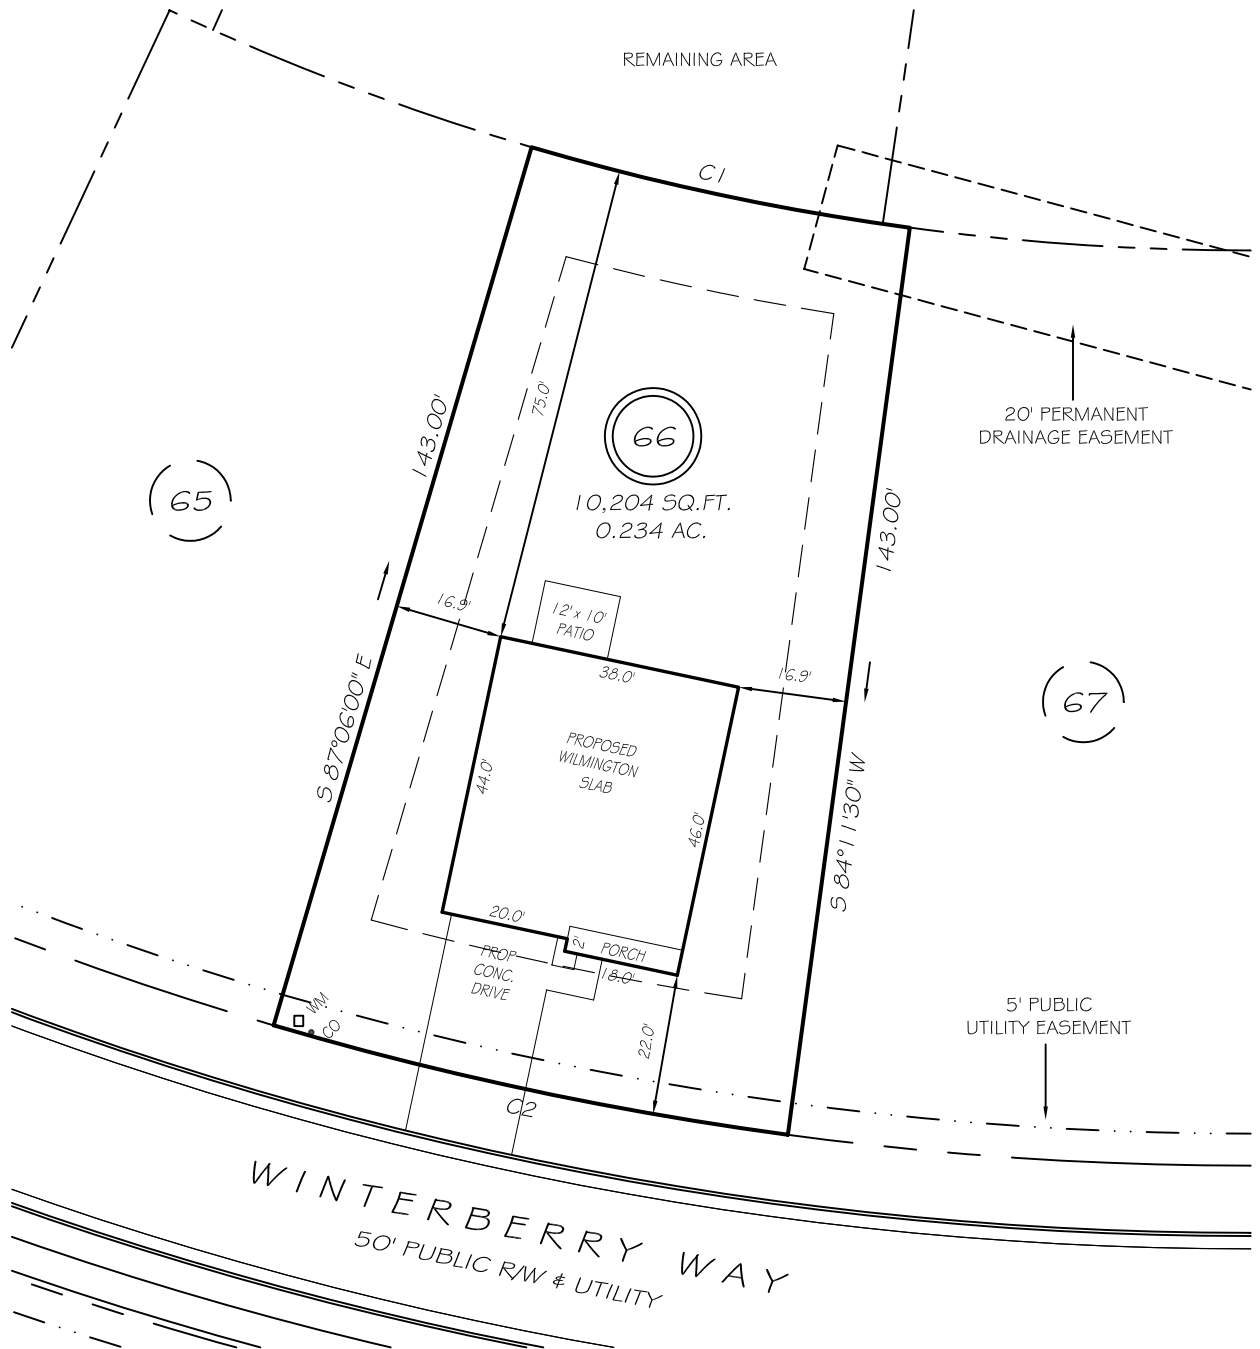 REMAINING AREA
C1
75.0'
143.00'
20' PERMANENT
DRAINAGE EASEMENT
66
10,204 SQ.FT.
0.234 AC.
65
143.00'
16.9'
12' x 10'
PATIO
38.0'
16.9'
67
S 87°06'00" E
PROPOSED
WILMINGTON
SLAB
44.0'
46.0'
S 84°11'30" W
20.0'
2'
PORCH
18.0'
PROP
CONC.
DRIVE
WM
CO
22.0'
5' PUBLIC
UTILITY EASEMENT
C2
WINTERBERRY WAY
50' PUBLIC R/W & UTILITY